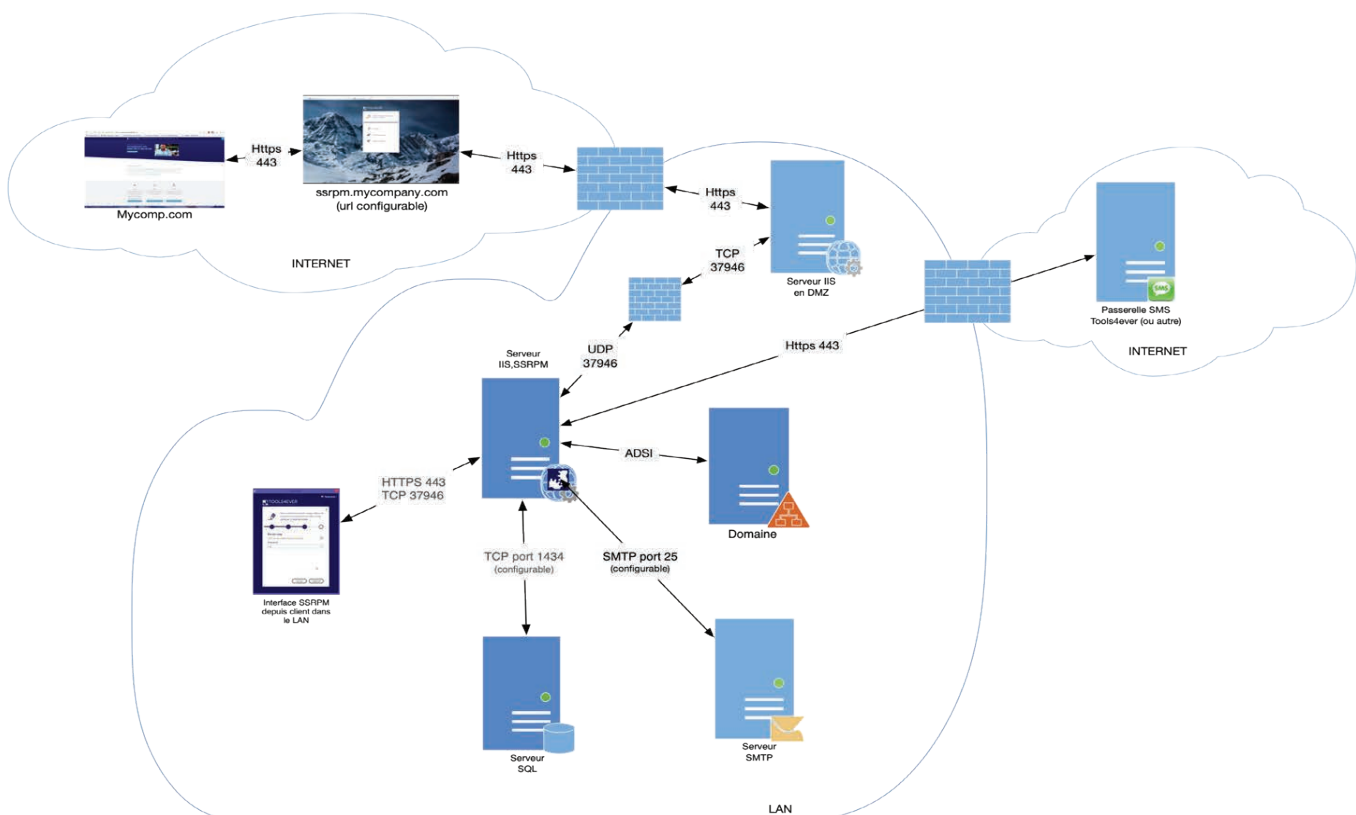 Https
443
Mycomp.com
ssrpm.mycompany.com
(url configurable)
Https
443
INTERNET
Https
443
TCP
37946
Serveur IIS
en DMZ
SMS
Passerelle SMS
Tools4ever (ou autre)
INTERNET
UDP
37946
Https 443
Serveur
IIS,SSRPM
ADSI
Domaine
HTTPS 443
TCP 37946
TOOLS4EVER
Interface SSRPM
depuis client dans
le LAN
TCP port 1434
(configurable)
SMTP port 25
(configurable)
Serveur
SQL
Serveur
SMTP
LAN